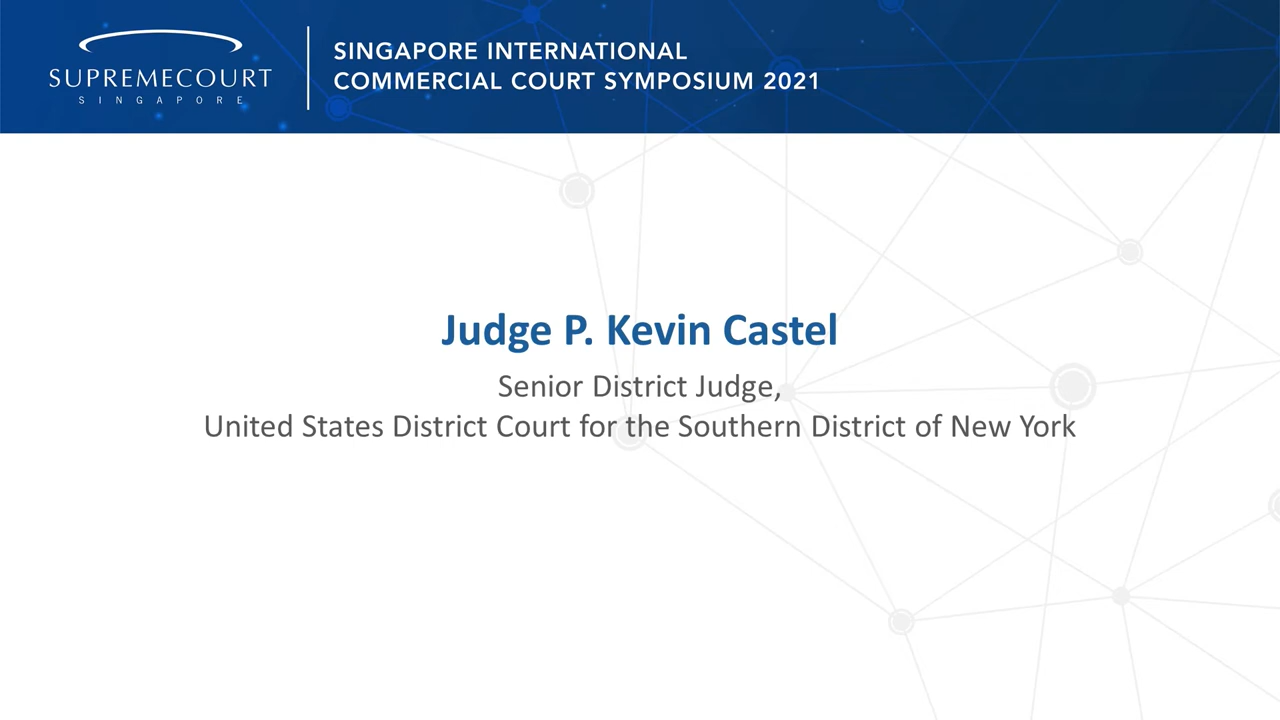 SUPREMECOURT
SINGAPORE
SINGAPORE INTERNATIONAL
COMMERCIAL COURT SYMPOSIUM 2021
Judge P. Kevin Castel
Senior District Judge,
United States District Court for the Southern District of New York